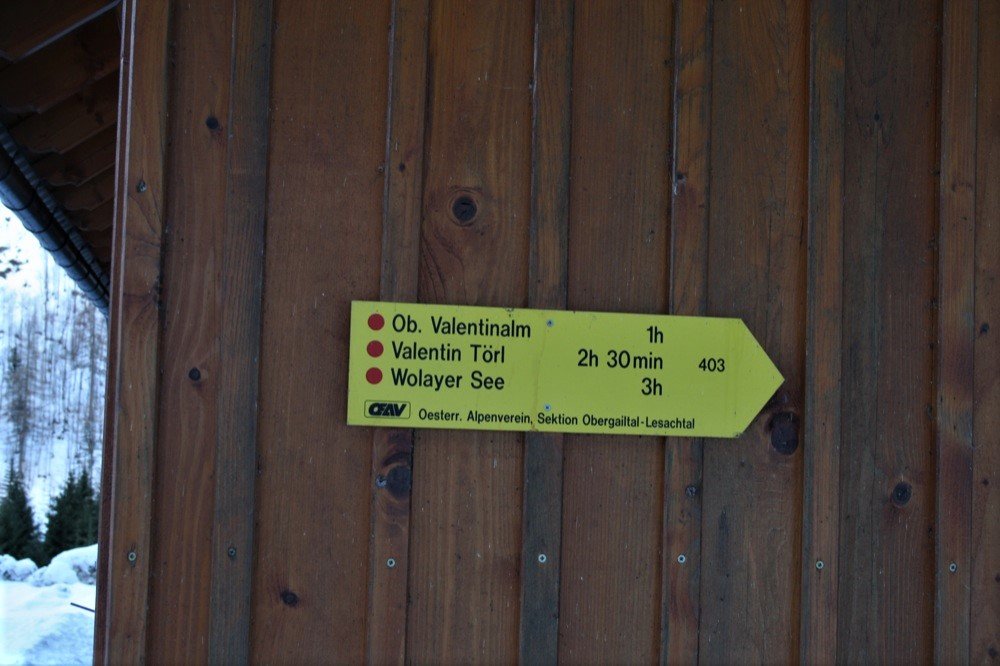 Ob. Valentinalm 1h
Valentin Törl 2h 30min 403
Wolayer See 3h
OEAV Oesterr. Alpenverein, Sektion Obergailtal-Lesachtal